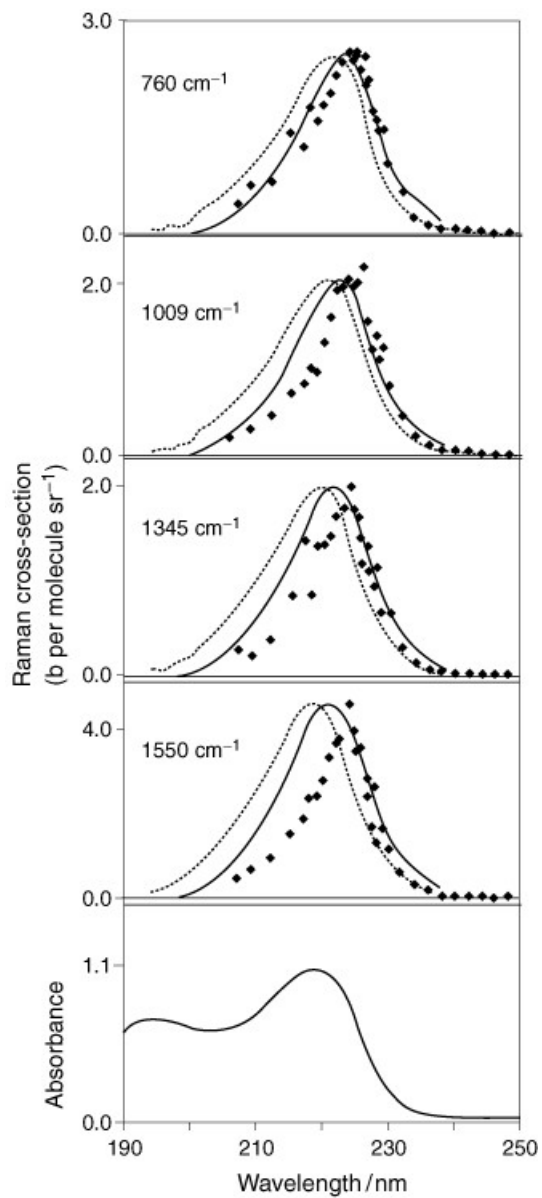 3.0
760 cm⁻¹
0.0
2.0
1009 cm⁻¹
0.0
2.0
1345 cm⁻¹
0.0
4.0
1550 cm⁻¹
0.0
Raman cross-section
(b per molecule sr⁻¹)
1.1
Absorbance
0.0
190 210 230 250
Wavelength/nm